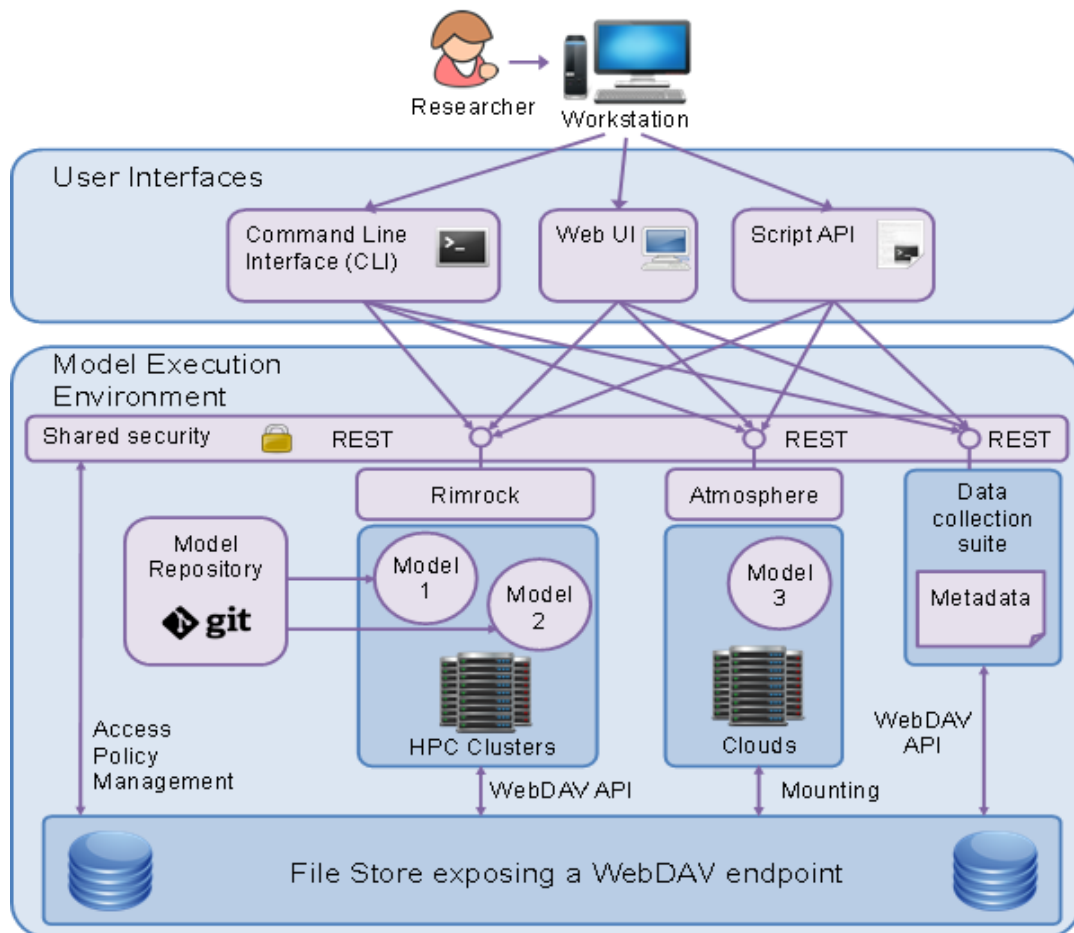 Researcher
Workstation
User Interfaces
Command Line
Interface (CLI)
Web UI
Script API
Model Execution
Environment
Shared security
REST
REST
REST
Rimrock
Atmosphere
Data
collection
suite
Model
Repository
git
Model
1
Model
2
Model
3
Metadata
HPC Clusters
Clouds
Access
Policy
Management
WebDAV API
Mounting
WebDAV
API
File Store exposing a WebDAV endpoint